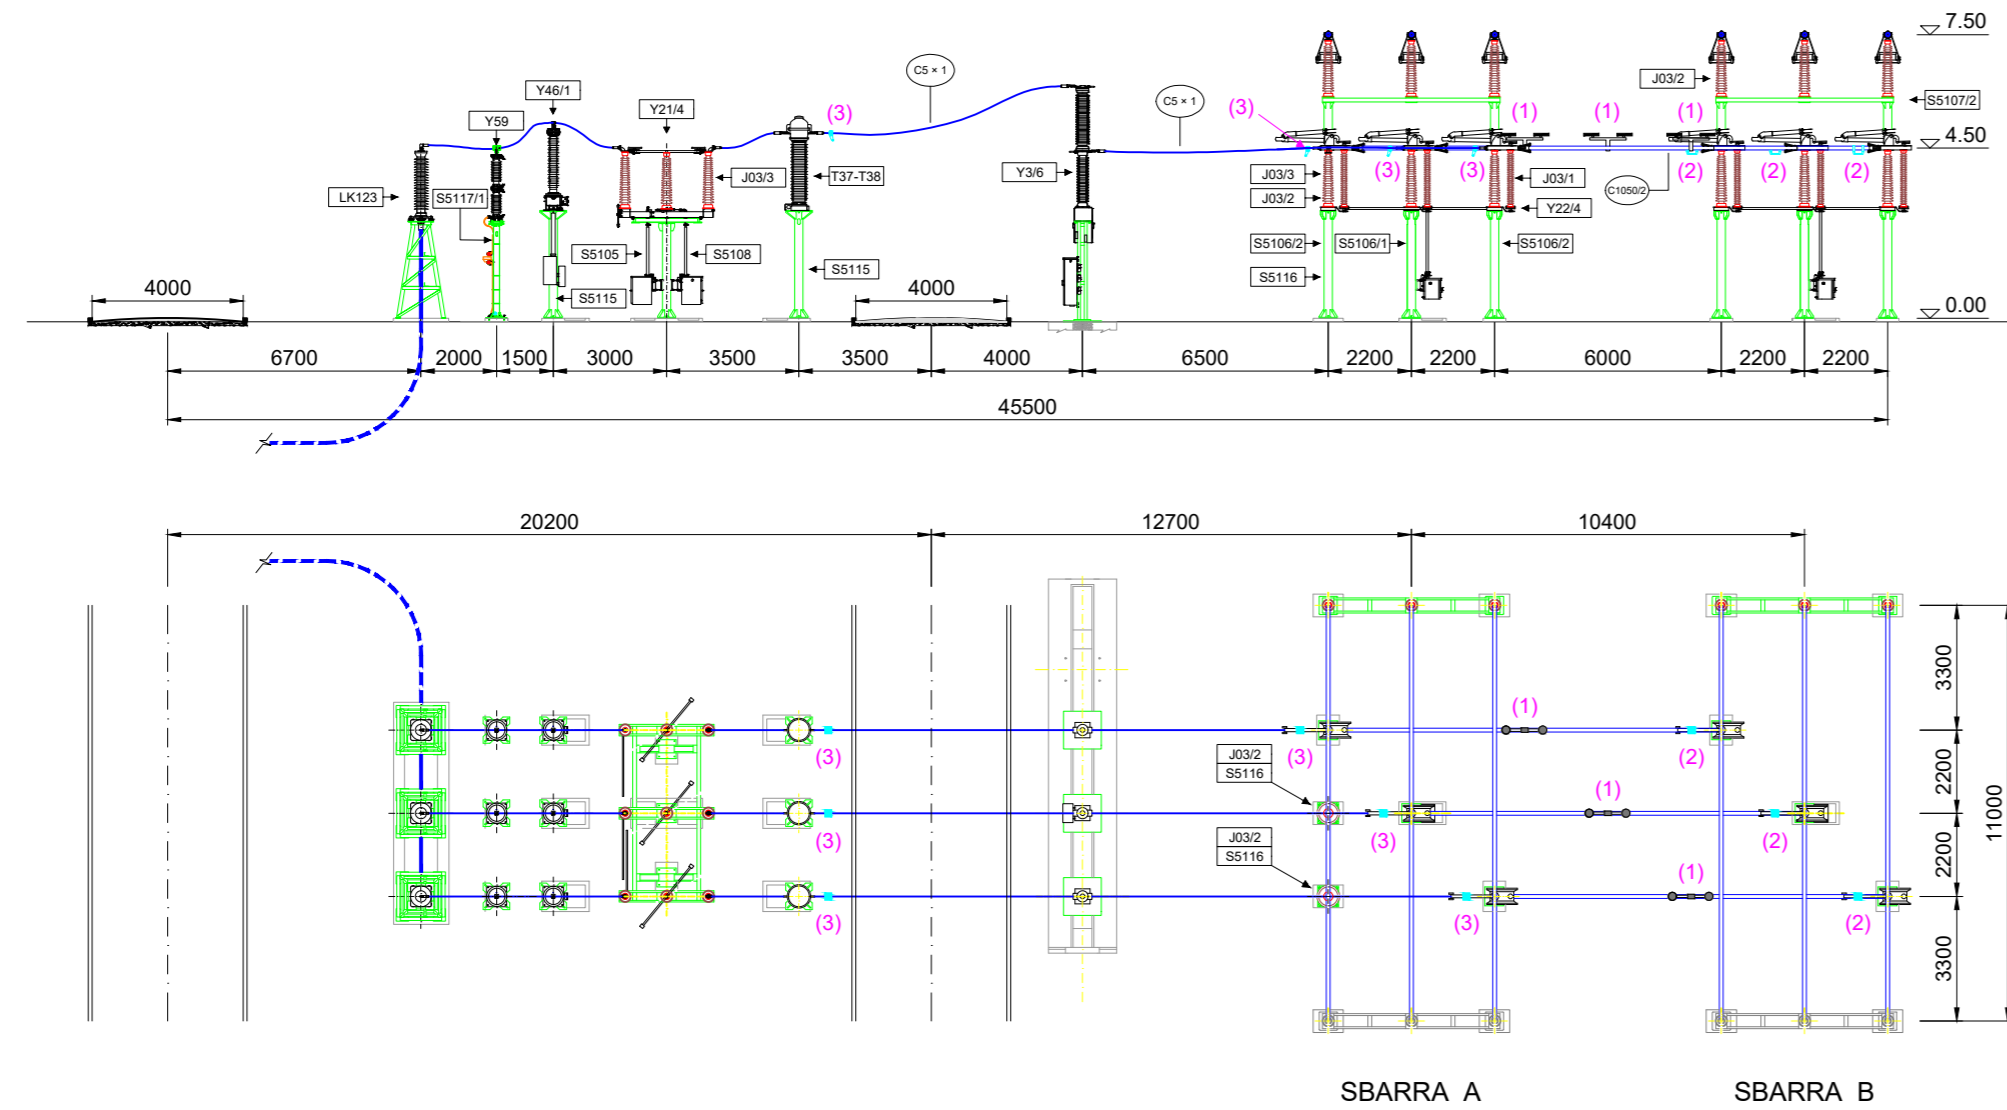 7.50
C5 × 1
Y46/1
Y21/4
J03/2
C5 × 1
S5107/2
Y59
(3)
(3)
(1)
(1)
(1)
4.50
LK123
S5117/1
J03/3
T37-T38
Y3/6
J03/3
(3)
(3)
J03/1
C1050/2
(2)
(2)
(2)
J03/2
Y22/4
S5105
S5108
S5106/2
S5106/1
S5106/2
S5115
S5116
4000
S5115
4000
0.00
6700
2000
1500
3000
3500
3500
4000
6500
2200
2200
6000
2200
2200
45500
20200
12700
10400
3300
(1)
(3)
(3)
(2)
J03/2
S5116
2200
(1)
11000
(3)
(3)
(2)
J03/2
S5116
2200
(1)
(3)
(3)
(2)
3300
SBARRA A
SBARRA B